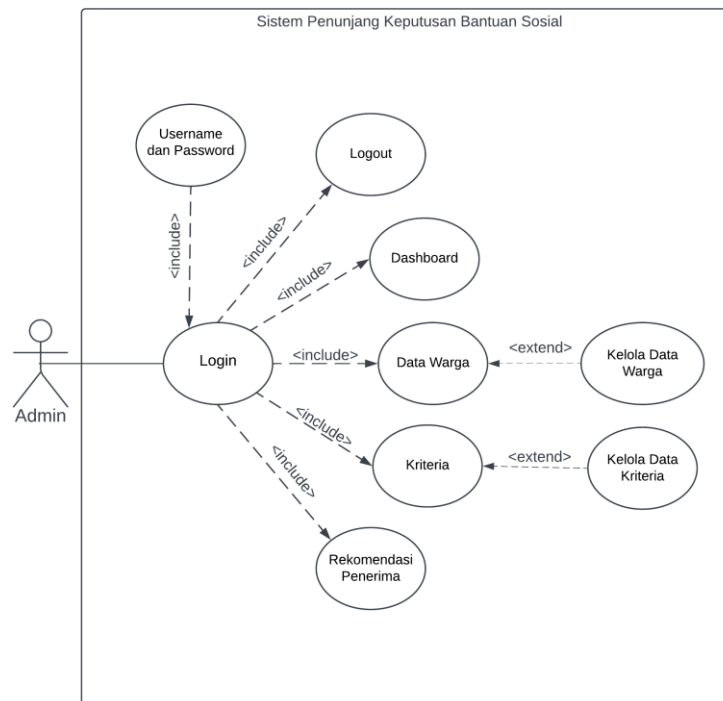 Sistem Penunjang Keputusan Bantuan Sosial
Username
dan Password
Logout
<include>
<include>
Dashboard
<include>
Login
<include>
Data Warga
<extend>
Kelola Data
Warga
Admin
<include>
Kriteria
<extend>
Kelola Data
Kriteria
<include>
Rekomendasi
Penerima